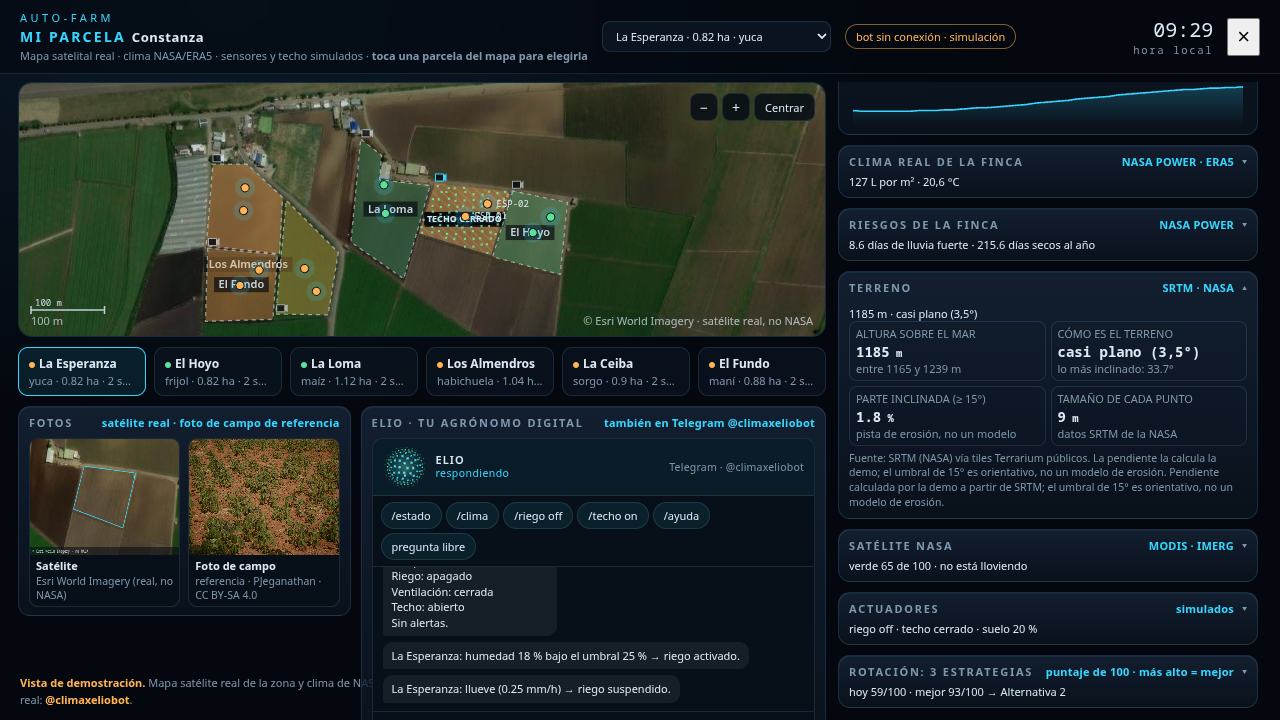 AUTO-FARM
MI PARCELA Constanza
Mapa satelital real · clima NASA/ERA5 · sensores y techo simulados · toca una parcela del mapa para elegirla
La Esperanza · 0.82 ha · yuca
bot sin conexión · simulación
09:29
hora local
✕
− + Centrar
La Loma
ESP-02
TECHO CERRADO
El Hoyo
Los Almendros
El Fundo
100 m
100 m
© Esri World Imagery · satélite real, no NASA
La Esperanza
yuca · 0.82 ha · 2 s...
El Hoyo
frijol · 0.82 ha · 2 s...
La Loma
maíz · 1.12 ha · 2 s...
Los Almendros
habichuela · 1.04 h...
La Ceiba
sorgo · 0.9 ha · 2 s...
El Fundo
maní · 0.88 ha · 2 s...
FOTOS
satélite real · foto de campo de referencia
Satélite
Esri World Imagery (real, no NASA)
Foto de campo
referencia · PJeganathan · CC BY-SA 4.0
Vista de demostración. Mapa satélite real de la zona y clima de NAS
real: @climaxeliobot.
ELIO · TU AGRÓNOMO DIGITAL
también en Telegram @climaxeliobot
ELIO
respondiendo
Telegram · @climaxeliobot
/estado
/clima
/riego off
/techo on
/ayuda
pregunta libre
Riego: apagado
Ventilación: cerrada
Techo: abierto
Sin alertas.
La Esperanza: humedad 18 % bajo el umbral 25 % → riego activado.
La Esperanza: llueve (0.25 mm/h) → riego suspendido.
CLIMA REAL DE LA FINCA
NASA POWER · ERA5 ▾
127 L por m² · 20,6 °C
RIESGOS DE LA FINCA
NASA POWER ▾
8.6 días de lluvia fuerte · 215.6 días secos al año
TERRENO
SRTM · NASA ▴
1185 m · casi plano (3,5°)
ALTURA SOBRE EL MAR
1185 m
entre 1165 y 1239 m
CÓMO ES EL TERRENO
casi plano (3,5°)
lo más inclinado: 33.7°
PARTE INCLINADA (≥ 15°)
1.8 %
pista de erosión, no un modelo
TAMAÑO DE CADA PUNTO
9 m
datos SRTM de la NASA
Fuente: SRTM (NASA) vía tiles Terrarium públicos. La pendiente la calcula la
demo; el umbral de 15° es orientativo, no un modelo de erosión. Pendiente
calculada por la demo a partir de SRTM; el umbral de 15° es orientativo, no un
modelo de erosión.
SATÉLITE NASA
MODIS · IMERG ▾
verde 65 de 100 · no está lloviendo
ACTUADORES
simulados ▾
riego off · techo cerrado · suelo 20 %
ROTACIÓN: 3 ESTRATEGIAS
puntaje de 100 · más alto = mejor ▾
hoy 59/100 · mejor 93/100 → Alternativa 2